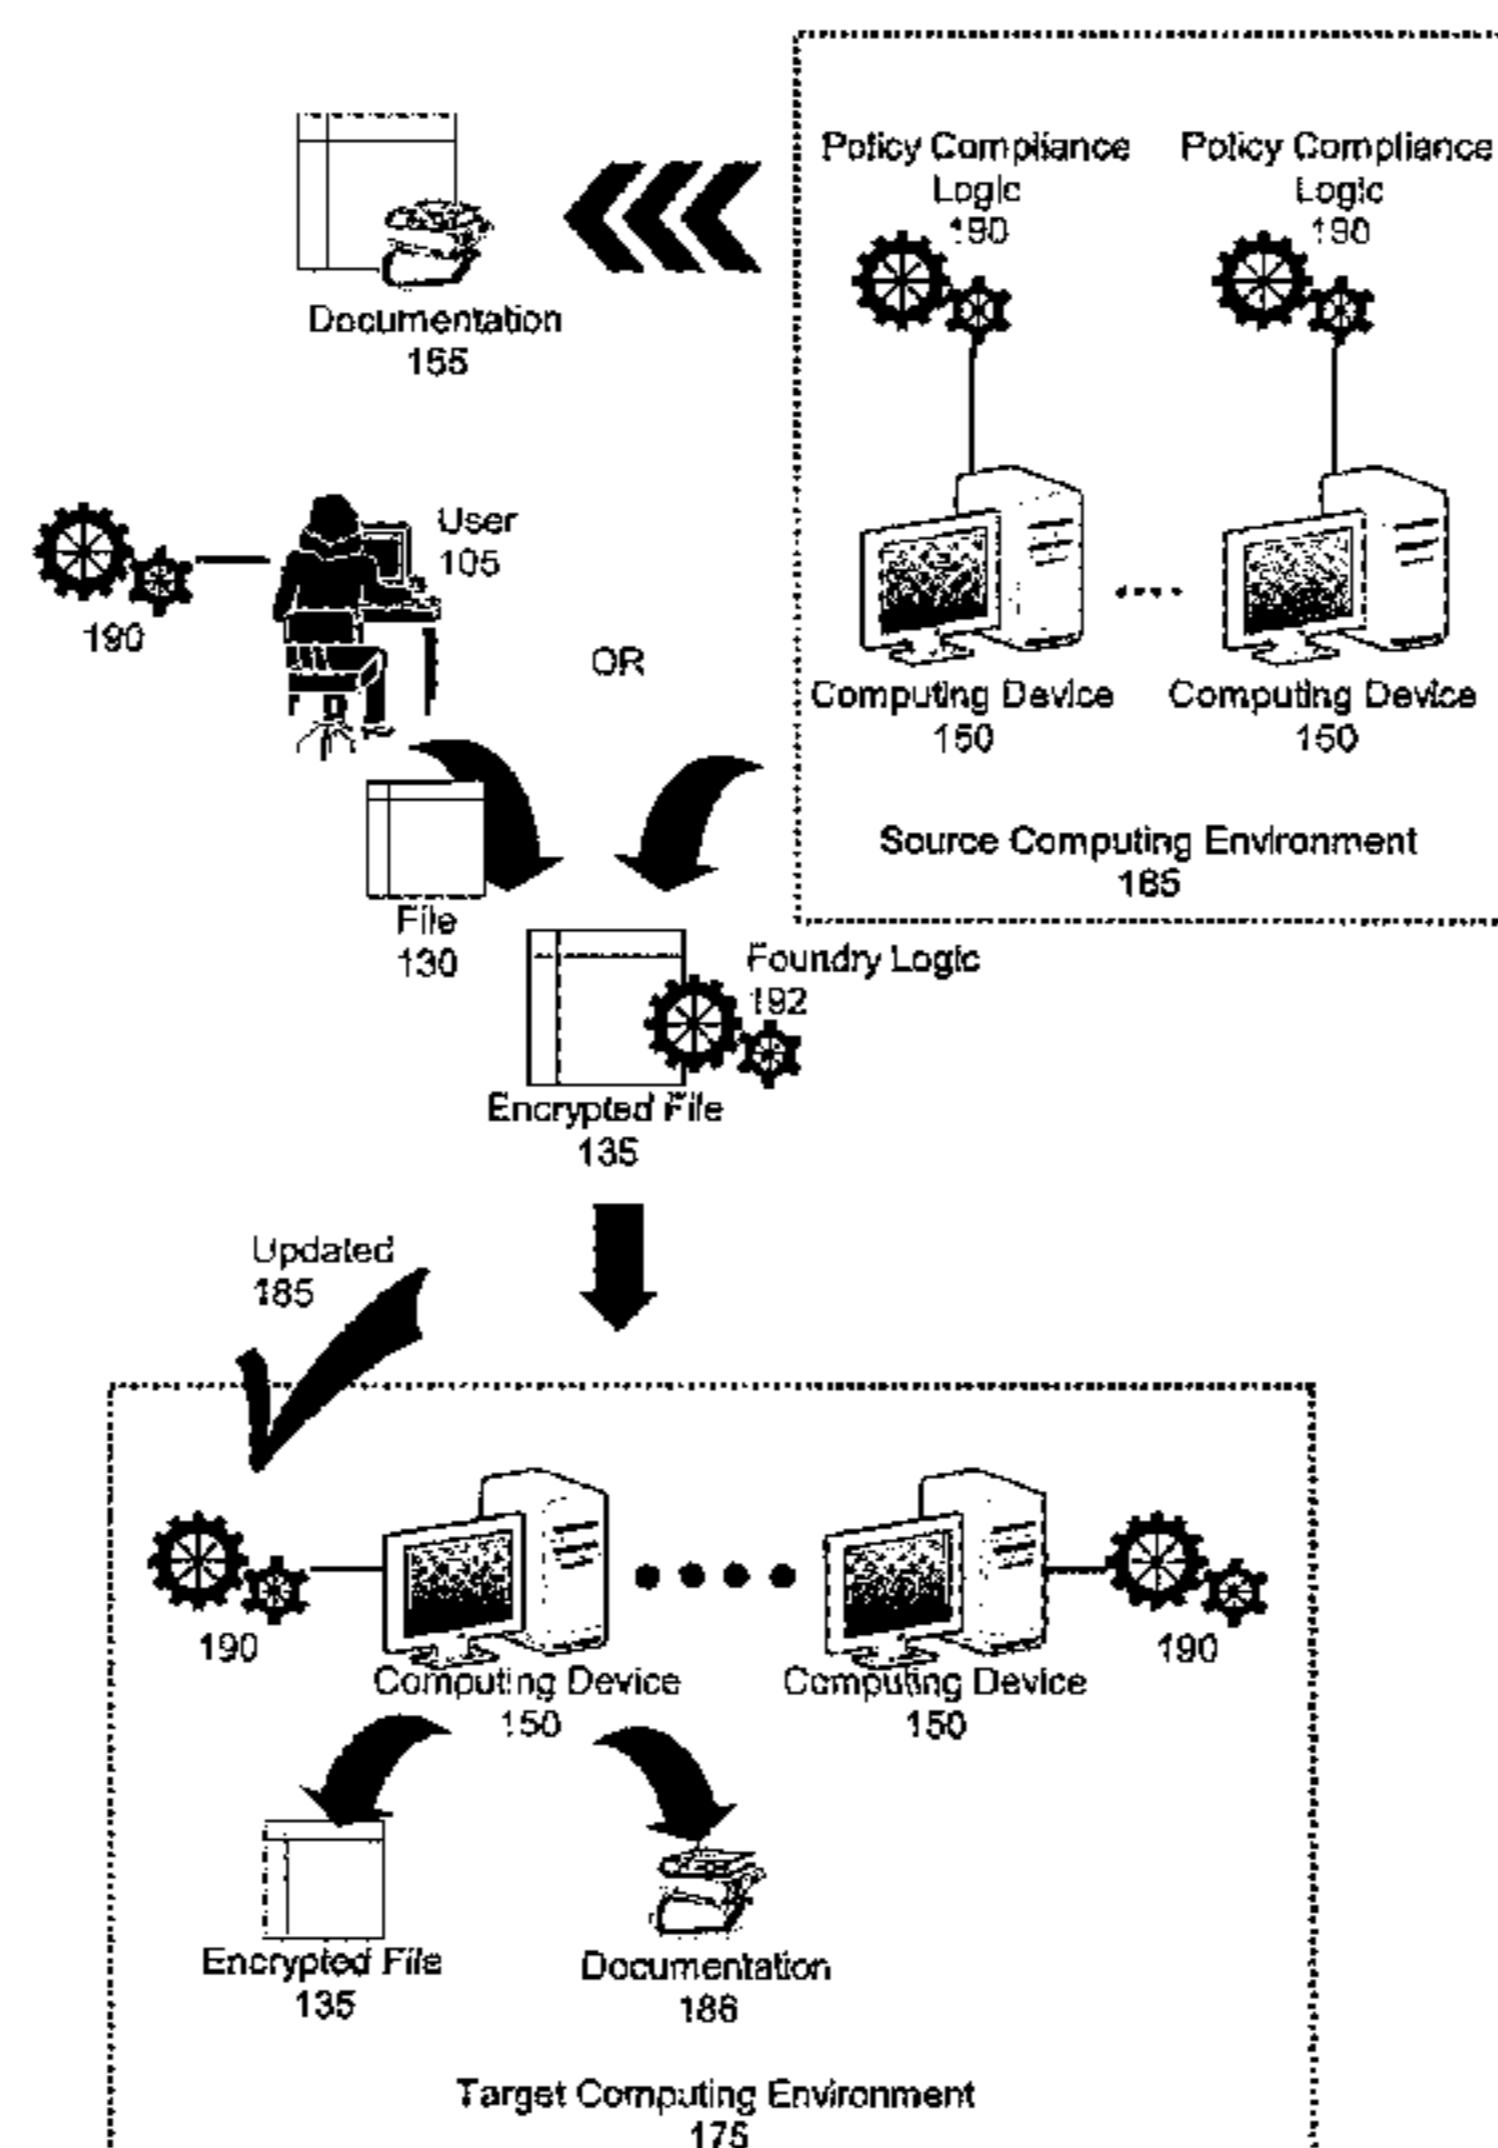 Policy Compliance
Logic
190
Policy Compliance
Logic
190
Documentation
155
User
105
190
OR
Computing Device
150
Computing Device
150
Source Computing Environment
165
File
130
Foundry Logic
192
Encrypted File
135
Updated
185
190
Computing Device
150
Computing Device
150
190
Encrypted File
135
Documentation
186
Target Computing Environment
175